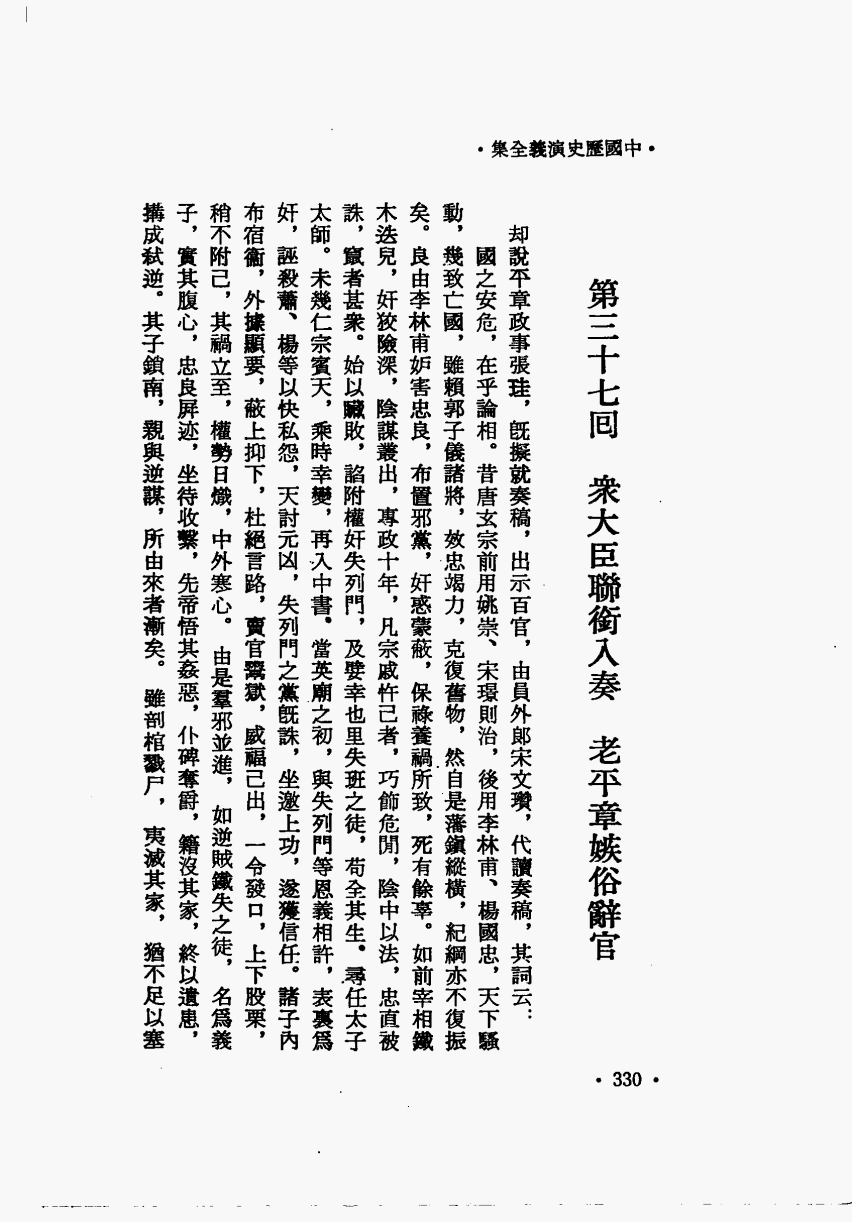 •中國歷史演義全集•
第三十七回　衆大臣聯銜入奏　老平章嫉俗辭官
却說平章政事張珪，旣擬就奏稿，出示百官，由員外郎宋文瓚，代讀奏稿，其詞云：
國之安危，在乎論相。昔唐玄宗前用姚崇、宋璟則治，後用李林甫、楊國忠，天下騷
動，幾致亡國，雖賴郭子儀諸將，效忠竭力，克復舊物，然自是藩鎭縱橫，紀綱亦不復振
矣。良由李林甫妒害忠良，布置邪黨，奸惑蒙蔽，保祿養禍所致，死有餘辜。如前宰相鐵
木迭兒，奸狡險深，陰謀叢出，專政十年，凡宗戚忤己者，巧飾危間，陰中以法，忠直被
誅，竄者甚衆。始以贓敗，諂附權奸失列門，及嬖幸也里失班之徒，苟全其生。尋任太子
太師。未幾仁宗賓天，乘時幸變，再入中書。當英廟之初，與失列門等恩義相許，表裏爲
奸，誣殺蕭、楊等以快私怨，天討元凶，失列門之黨旣誅，坐邀上功，遂獲信任。諸子內
布宿衞，外據顯要，蔽上抑下，杜絕言路，賣官鬻獄，威福己出，一令發口，上下股栗，
稍不附己，其禍立至，權勢日熾，中外寒心。由是羣邪並進，如逆賊鐵失之徒，名爲義
子，實其腹心，忠良屏迹，坐待收繫，先帝悟其姦惡，仆碑奪爵，籍沒其家，終以遺患，
搆成弑逆。其子鎖南，親與逆謀，所由來者漸矣。雖剖棺戮尸，夷滅其家，猶不足以塞
•330•